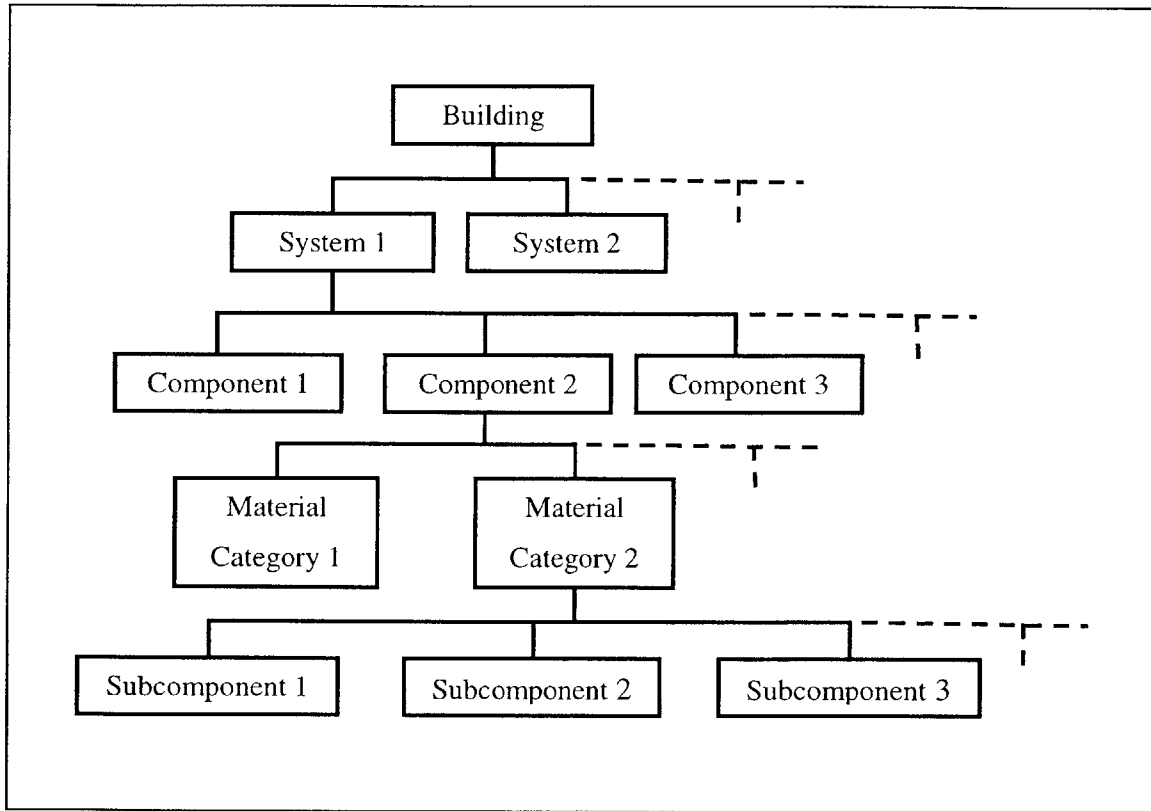 Building
System 1
System 2
Component 1
Component 2
Component 3
Material
Category 1
Material
Category 2
Subcomponent 1
Subcomponent 2
Subcomponent 3